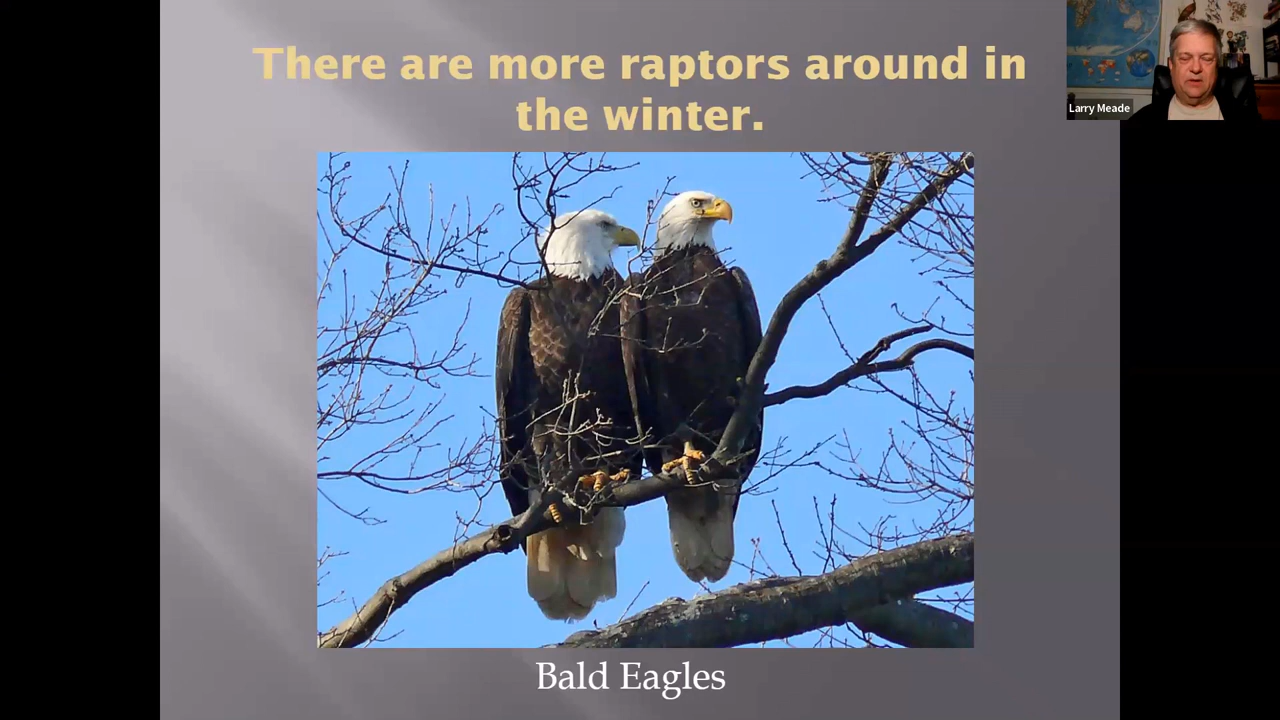 There are more raptors around in
the winter.
Larry Meade
Bald Eagles